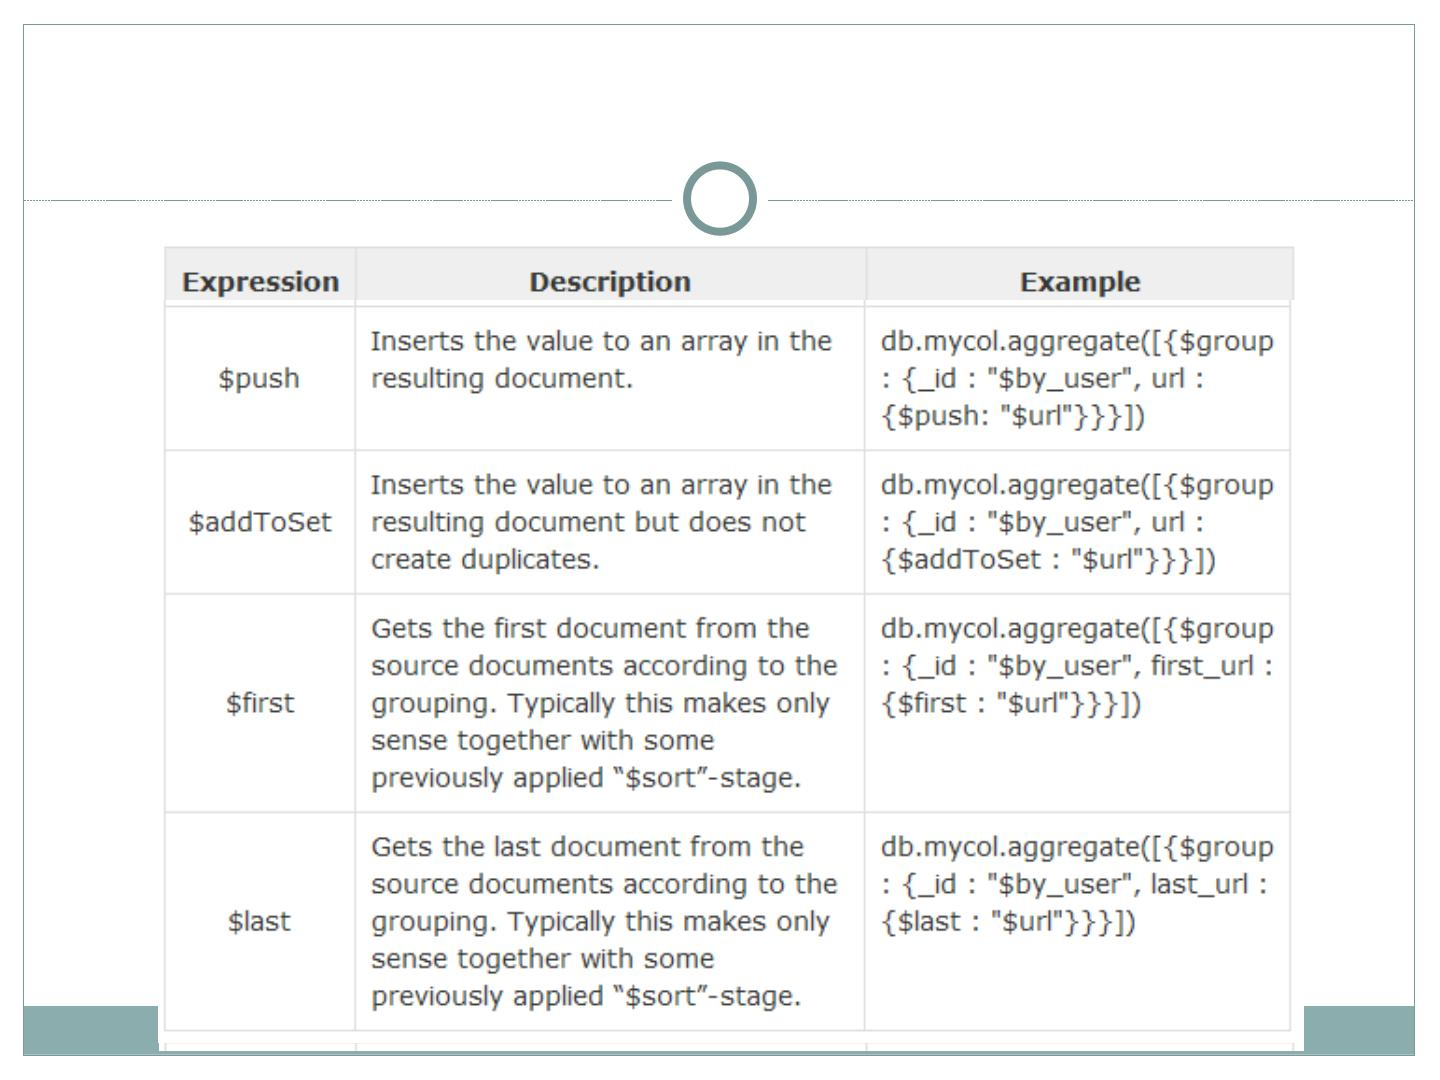 Expression Description Example
$push
Inserts the value to an array in the
resulting document.
db.mycol.aggregate([{$group
: {_id : "$by_user", url :
{$push: "$url"}}}])
$addToSet
Inserts the value to an array in the
resulting document but does not
create duplicates.
db.mycol.aggregate([{$group
: {_id : "$by_user", url :
{$addToSet : "$url"}}}])
$first
Gets the first document from the
source documents according to the
grouping. Typically this makes only
sense together with some
previously applied “$sort”-stage.
db.mycol.aggregate([{$group
: {_id : "$by_user", first_url :
{$first : "$url"}}}])
$last
Gets the last document from the
source documents according to the
grouping. Typically this makes only
sense together with some
previously applied “$sort”-stage.
db.mycol.aggregate([{$group
: {_id : "$by_user", last_url :
{$last : "$url"}}}])